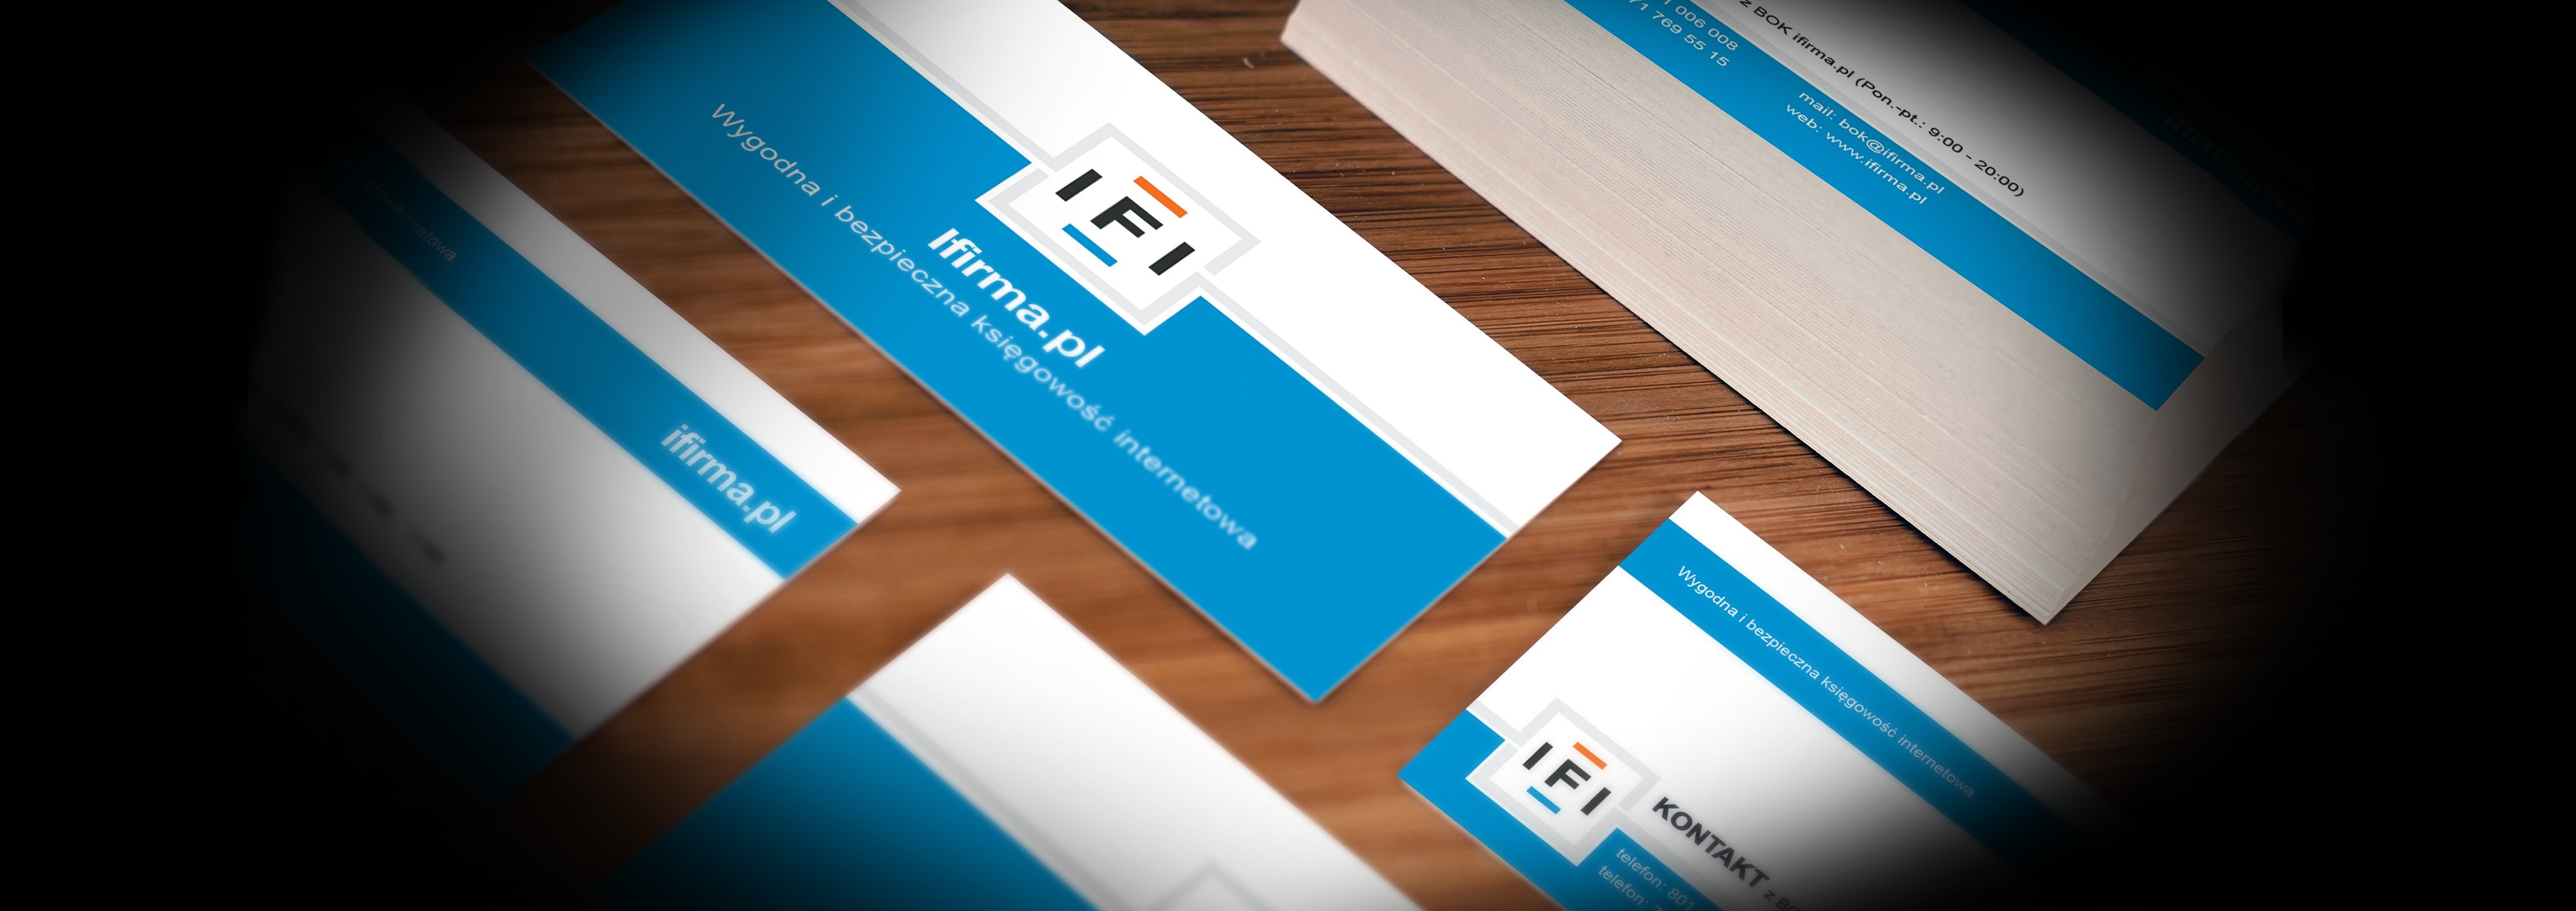 IFI
Ifirma.pl
Wygodna i bezpieczna księgowość internetowa
ifirma.pl
1 006 008
71 769 55 15
z BOK ifirma.pl (Pon.-pt.: 9:00 - 20:00)
mail: bok@ifirma.pl
web: www.ifirma.pl
Wygodna i bezpieczna księgowość internetowa
IFI
KONTAKT z
telefon: 801
telefon: